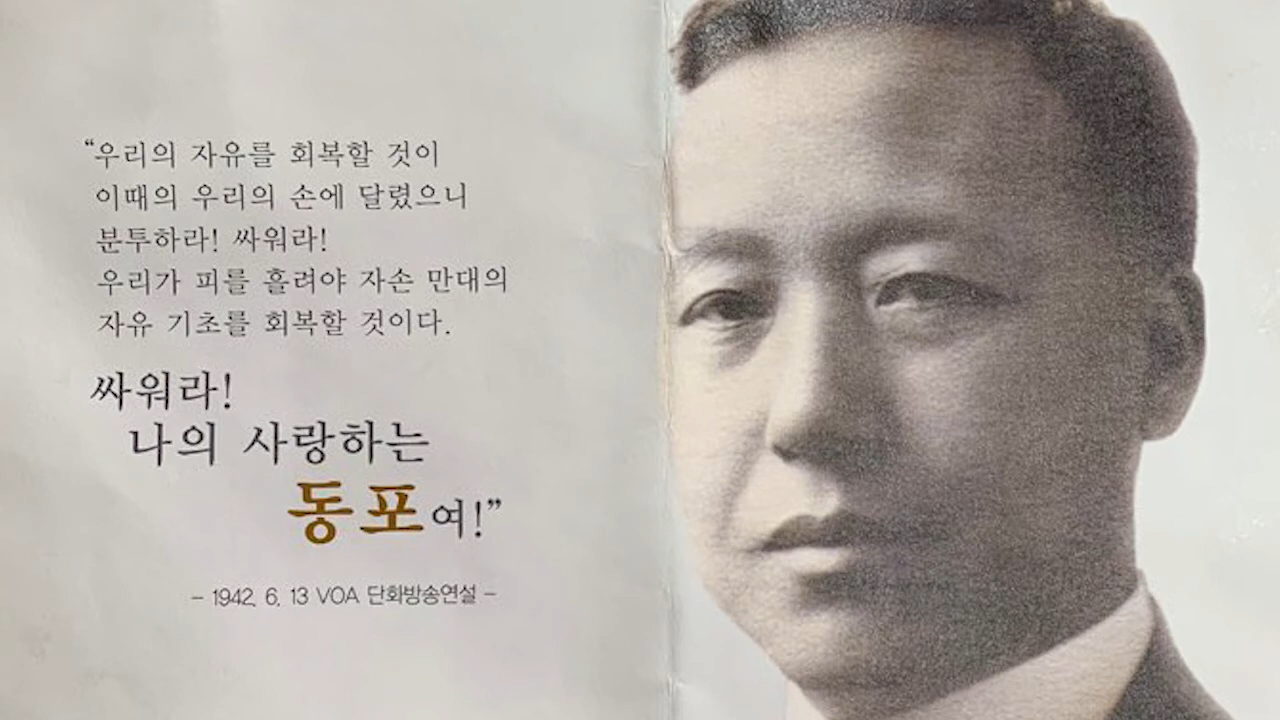 “우리의 자유를 회복할 것이
이때의 우리의 손에 달렸으니
분투하라! 싸워라!
우리가 피를 흘려야 자손 만대의
자유 기초를 회복할 것이다.
싸워라!
나의 사랑하는
동포여!”
– 1942. 6. 13 VOA 단화방송연설 –